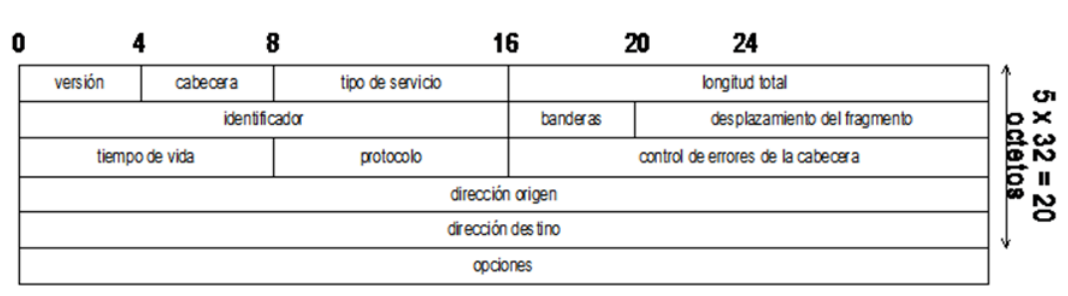 0 4 8 16 20 24
versión cabecera tipo de servicio longitud total
identificador banderas desplazamiento del fragmento
tiempo de vida protocolo control de errores de la cabecera
dirección origen
dirección destino
opciones
5 x 32 = 20
octetos